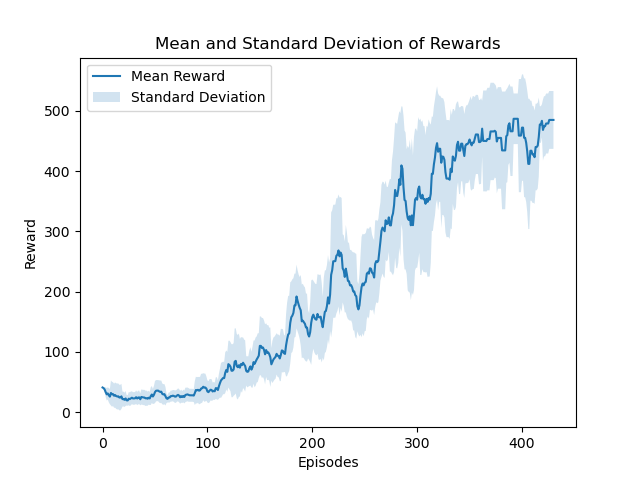 Mean and Standard Deviation of Rewards
Mean Reward
Standard Deviation
500
400
300
200
100
0
Reward
0 100 200 300 400
Episodes